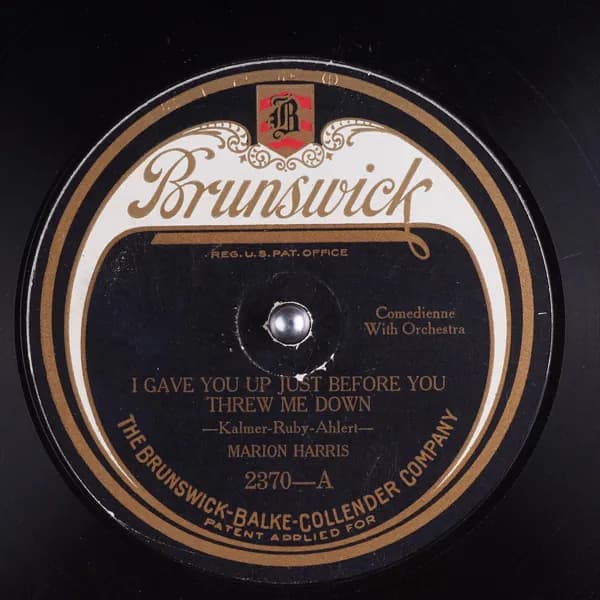 B
Brunswick
REG. U.S. PAT. OFFICE
Comedienne
With Orchestra
I GAVE YOU UP JUST BEFORE YOU
THREW ME DOWN
—Kalmer-Ruby-Ahlert—
MARION HARRIS
2370—A
THE BRUNSWICK-BALKE-COLLENDER COMPANY
PATENT APPLIED FOR